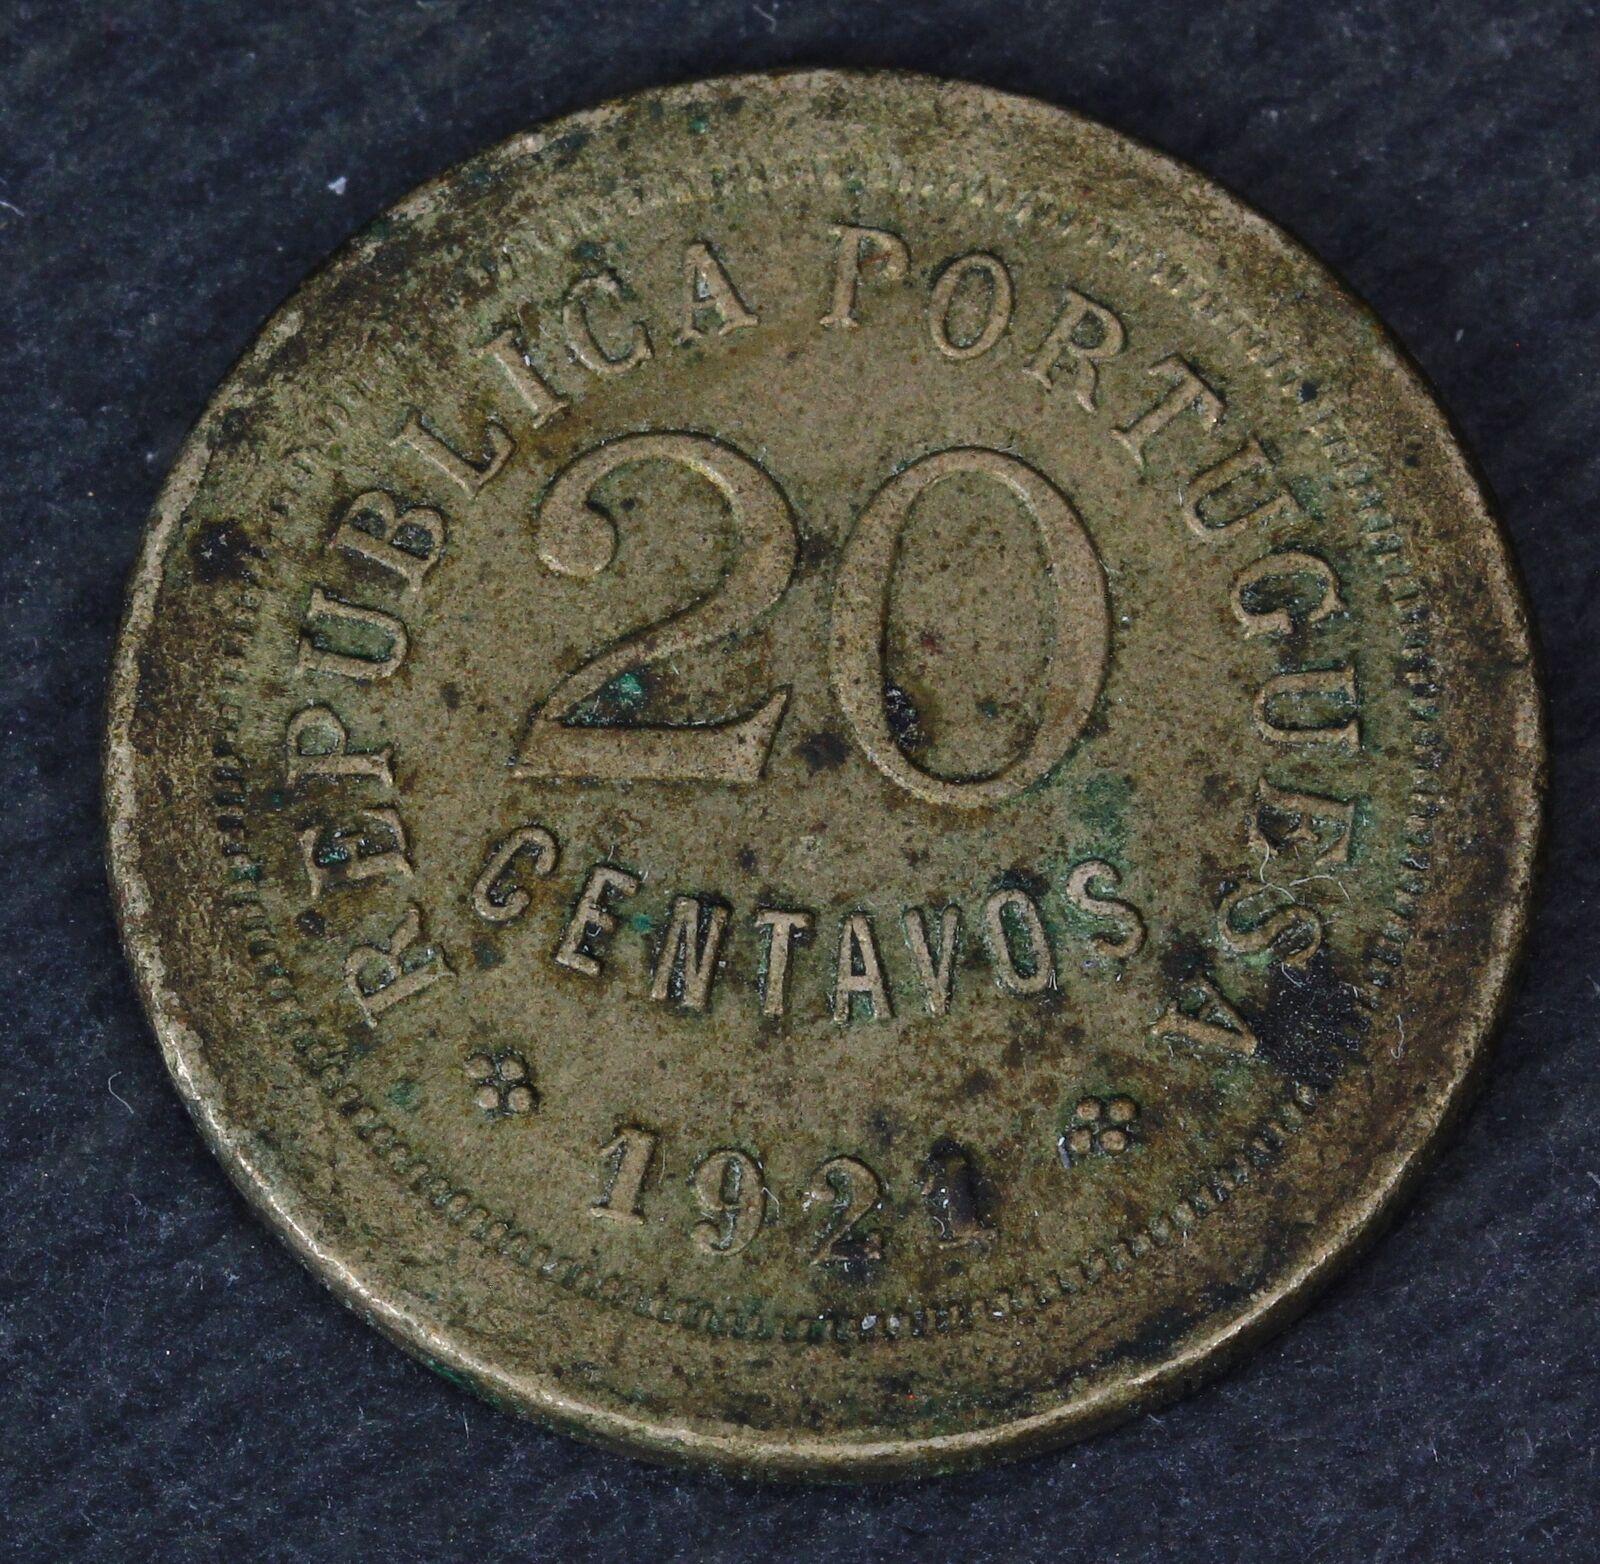 REPUBLICA PORTUGUESA
20
CENTAVOS
1921